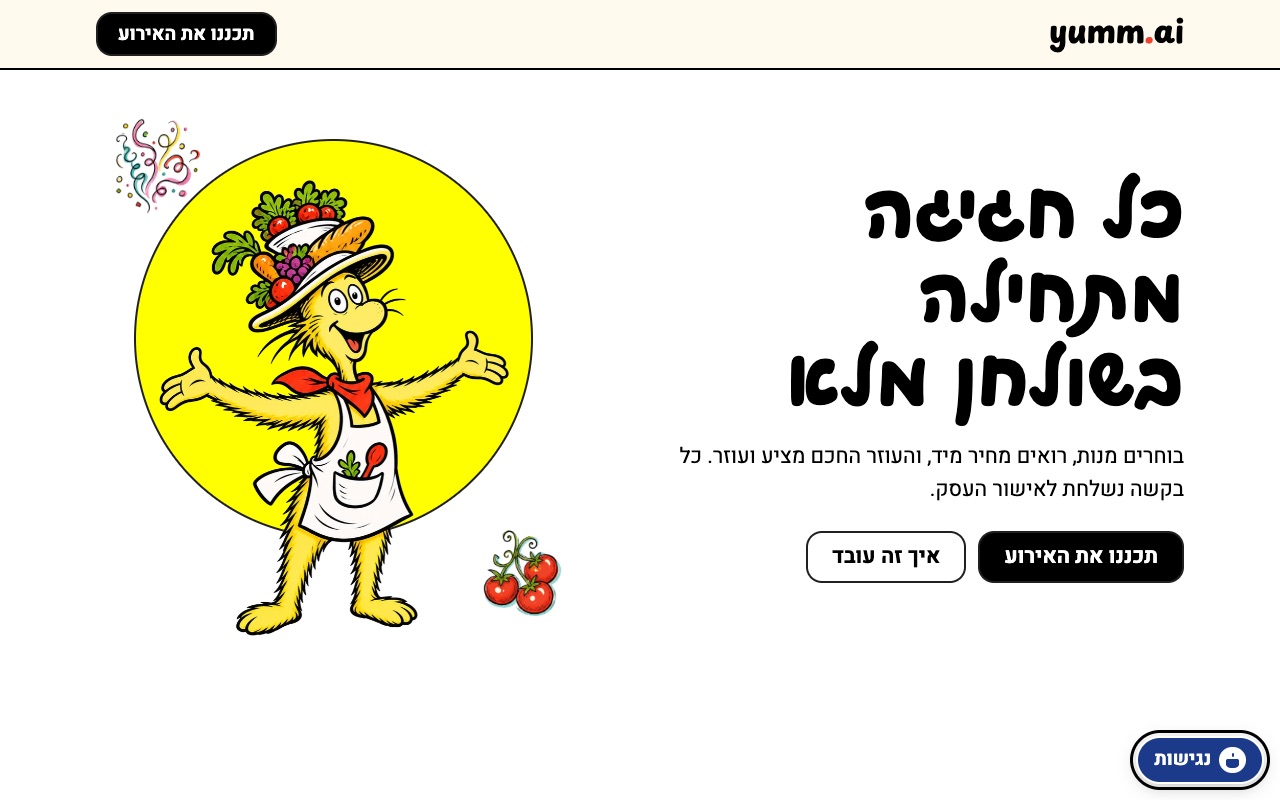 yumm.ai
תכננו את האירוע
כל חגיגה
מתחילה
בשולחן מלא
בוחרים מנות, רואים מחיר מיד, והעוזר החכם מציע ועוזר. כל
בקשה נשלחת לאישור העסק.
תכננו את האירוע
איך זה עובד
נגישות